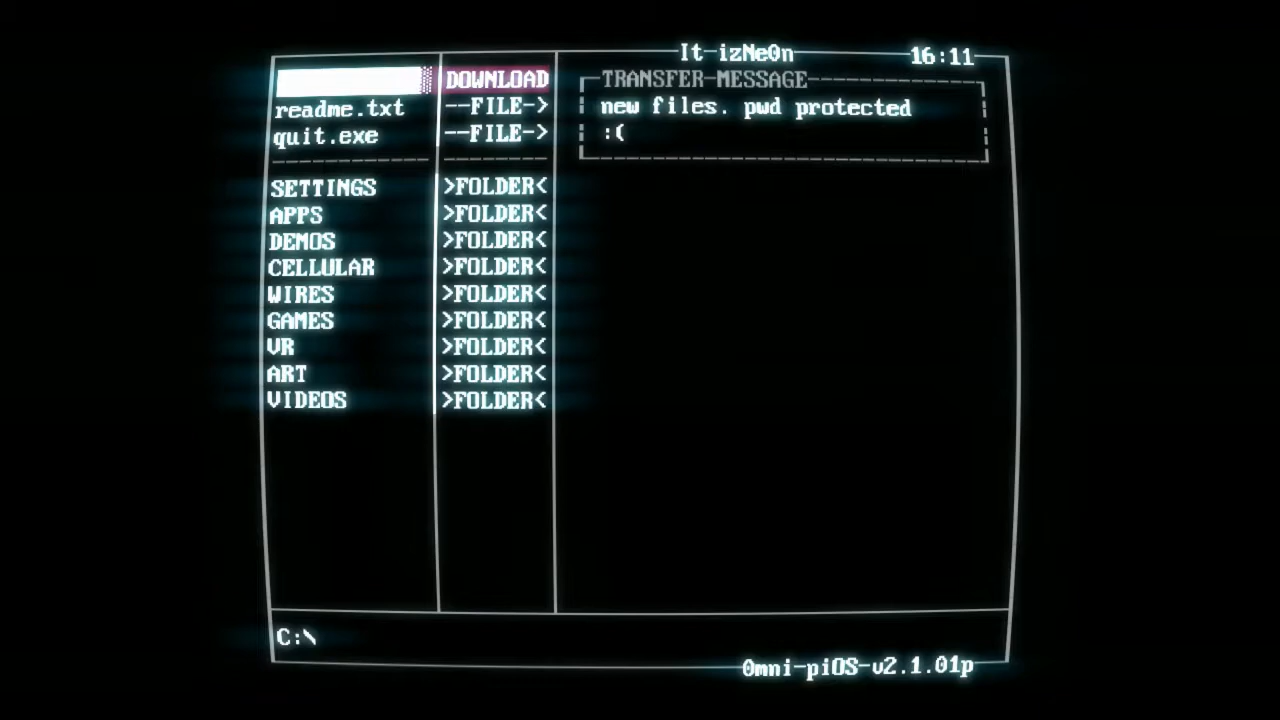 It-izNe0n
16:11
DOWNLOAD
readme.txt --FILE->
quit.exe --FILE->
SETTINGS >FOLDER<
APPS >FOLDER<
DEMOS >FOLDER<
CELLULAR >FOLDER<
WIRES >FOLDER<
GAMES >FOLDER<
VR >FOLDER<
ART >FOLDER<
VIDEOS >FOLDER<
TRANSFER-MESSAGE
new files. pwd protected
:(
C:\
0mni-piOS-v2.1.01p